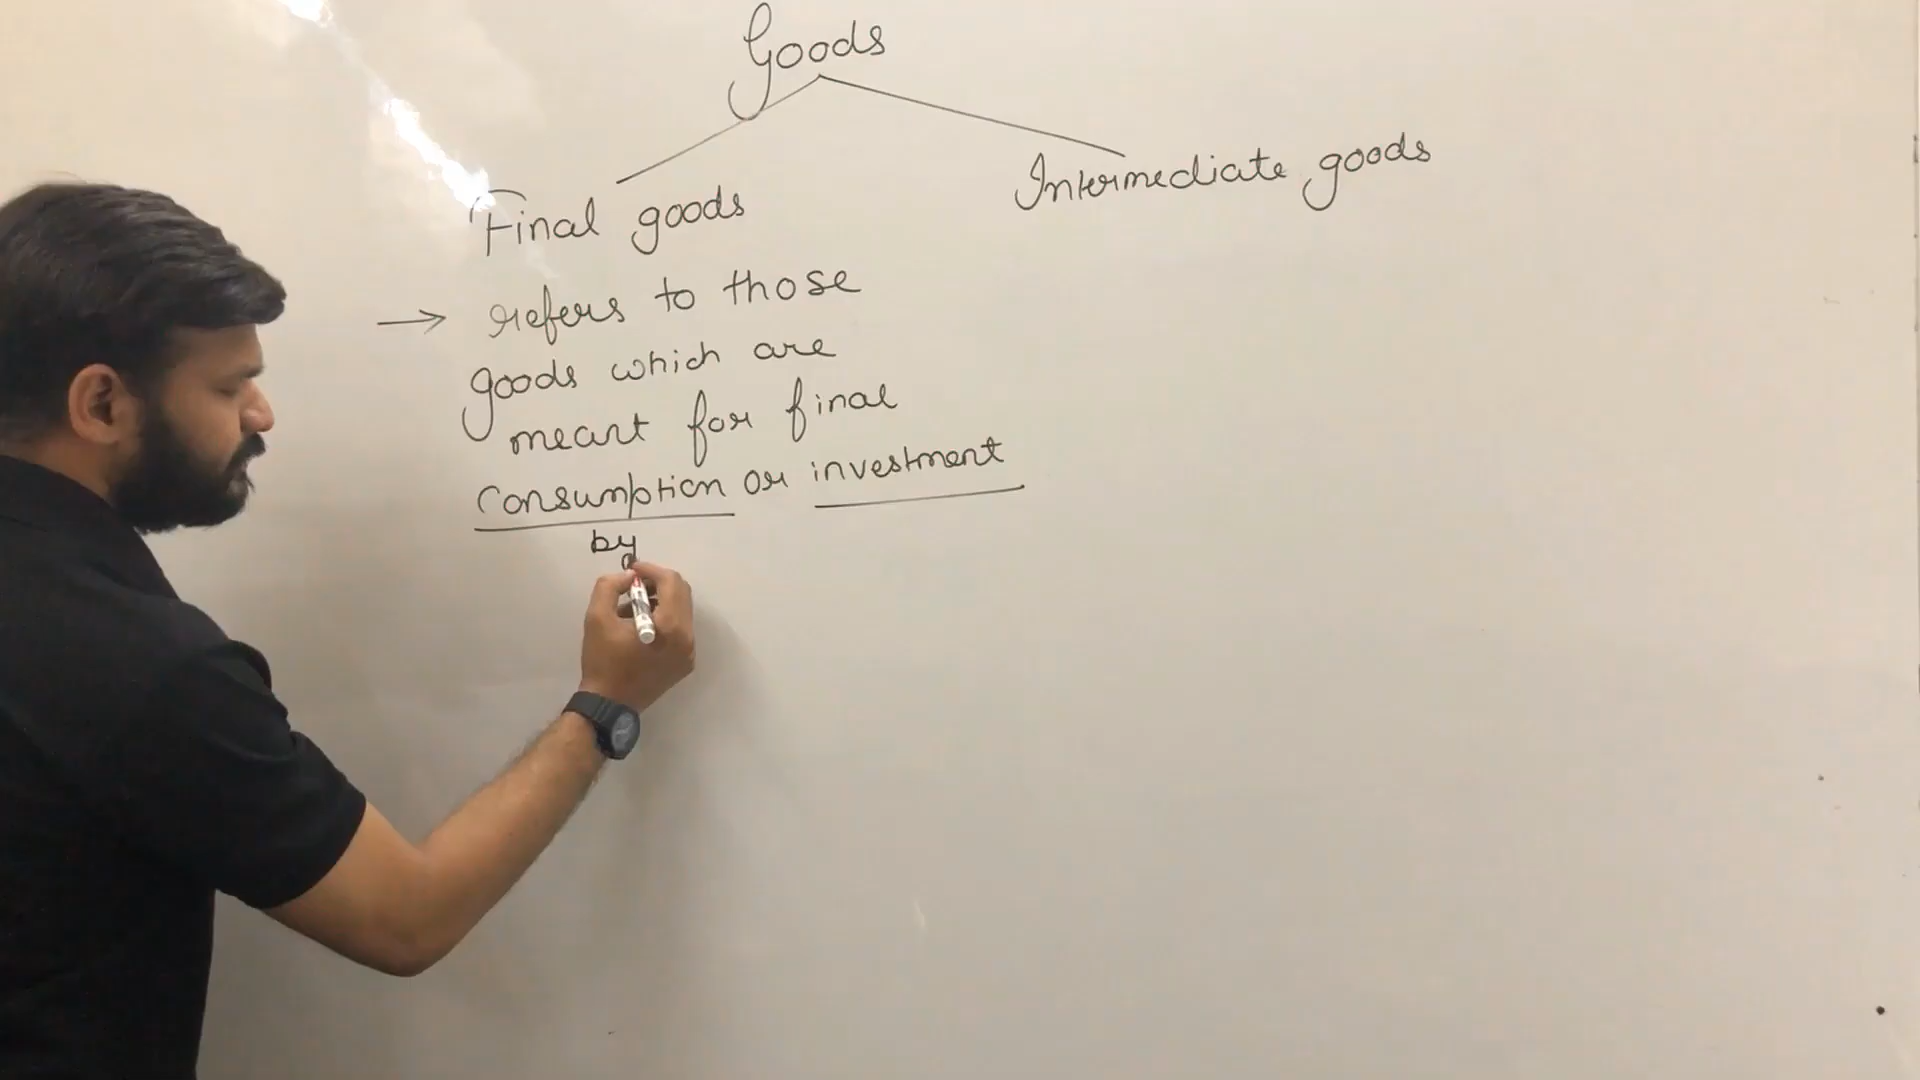 Goods
Final goods
Intermediate goods
→ refers to those
goods which are
meant for final
consumption or investment
by